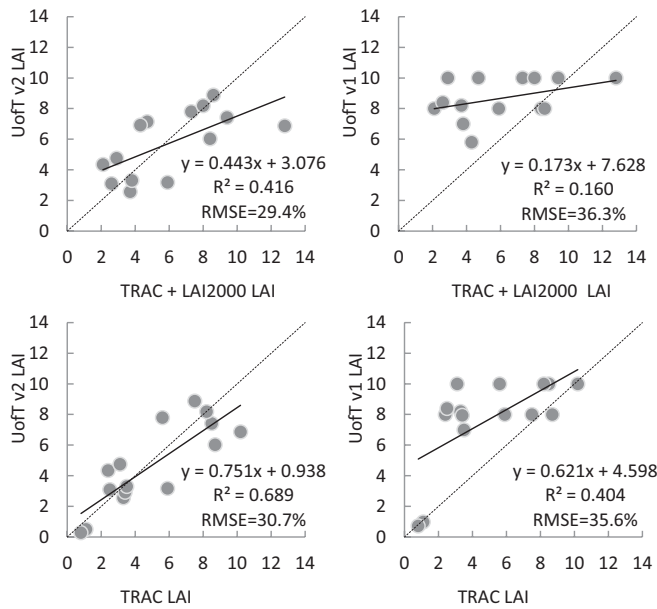 14
12
10
8
6
4
2
0
UofT v2 LAI
y = 0.443x + 3.076
R² = 0.416
RMSE=29.4%
0 2 4 6 8 10 12 14
TRAC + LAI2000 LAI
14
12
10
8
6
4
2
0
UofT v1 LAI
y = 0.173x + 7.628
R² = 0.160
RMSE=36.3%
0 2 4 6 8 10 12 14
TRAC + LAI2000 LAI
14
12
10
8
6
4
2
0
UofT v2 LAI
y = 0.751x + 0.938
R² = 0.689
RMSE=30.7%
0 2 4 6 8 10 12 14
TRAC LAI
14
12
10
8
6
4
2
0
UofT v1 LAI
y = 0.621x + 4.598
R² = 0.404
RMSE=35.6%
0 2 4 6 8 10 12 14
TRAC LAI